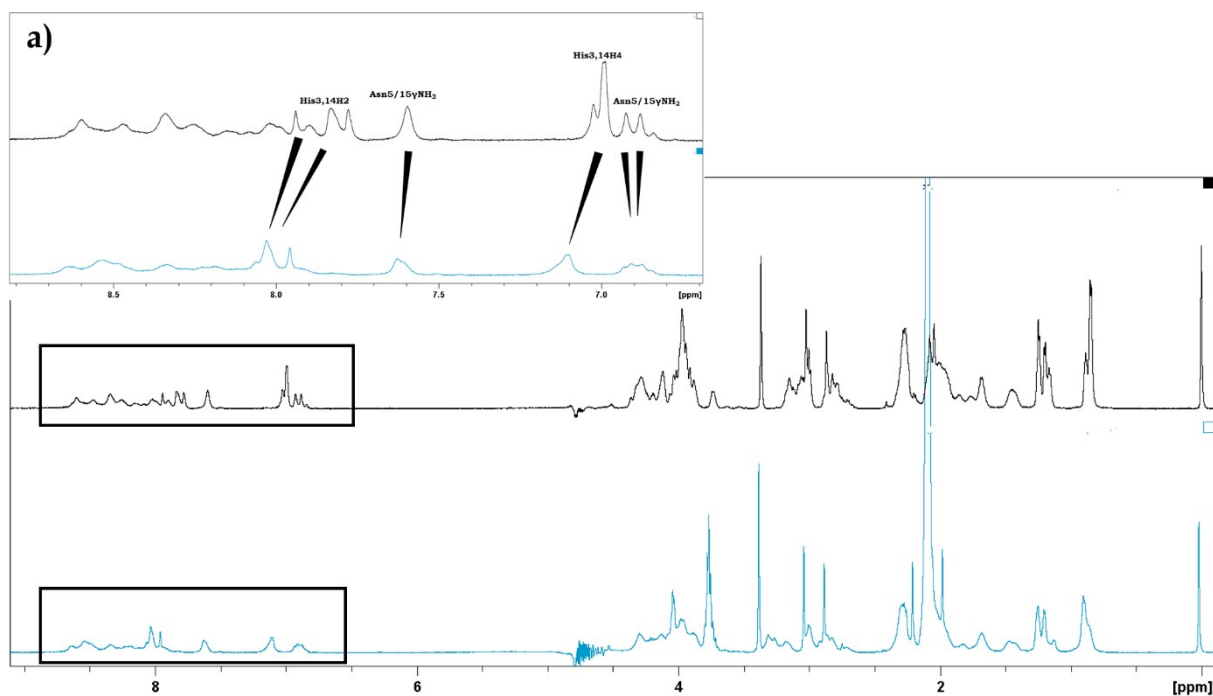 a)
His3,14H2
Asn5/15γNH2
His3,14H4
Asn5/15γNH2
8.5 8.0 7.5 7.0 [ppm]
8 6 4 2 [ppm]